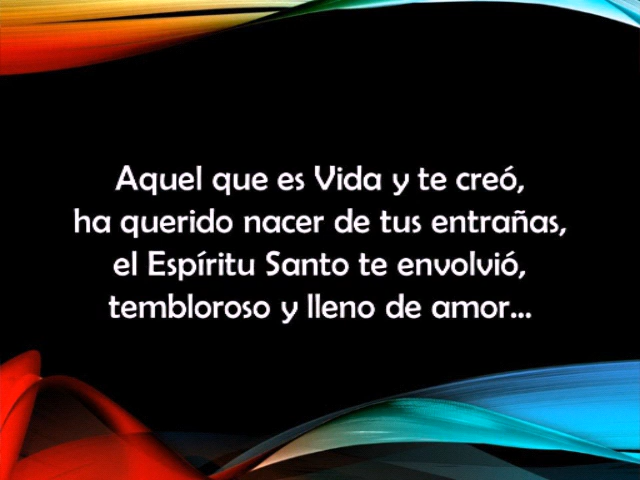 Aquel que es Vida y te creó,
ha querido nacer de tus entrañas,
el Espíritu Santo te envolvió,
tembloroso y lleno de amor...